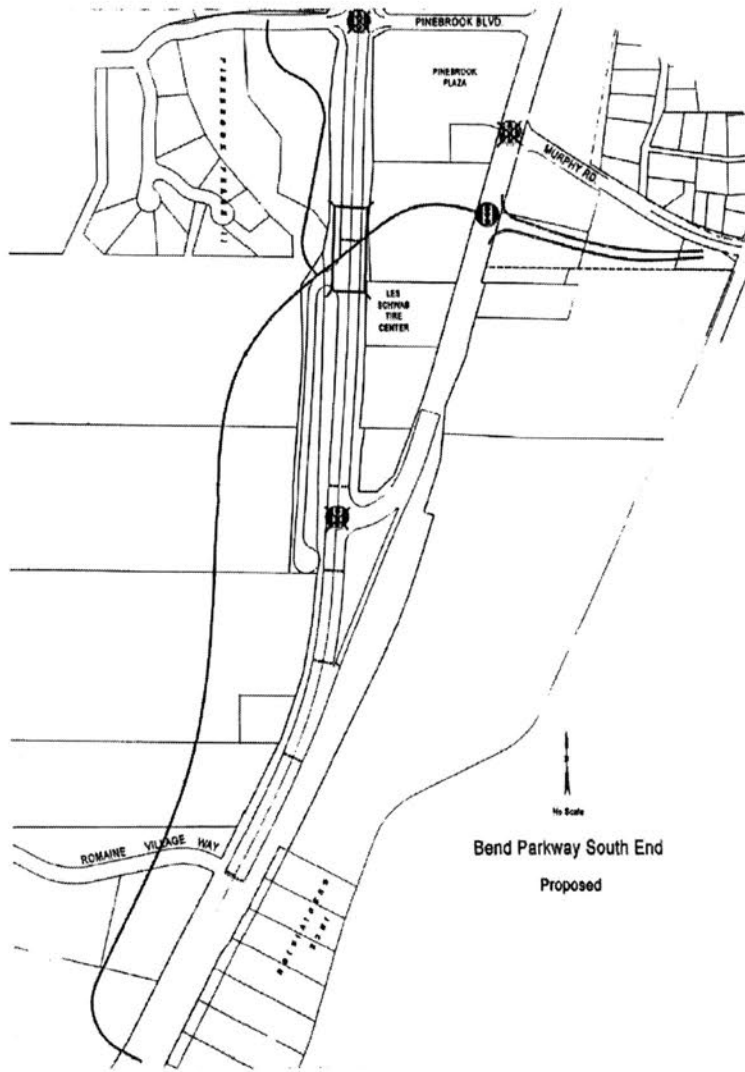 PINEBROOK BLVD.
PINEBROOK
PLAZA
MURPHY RD.
LES
SCHWAB
TIRE
CENTER
ROMAINE VILLAGE WAY
No Scale
Bend Parkway South End
Proposed